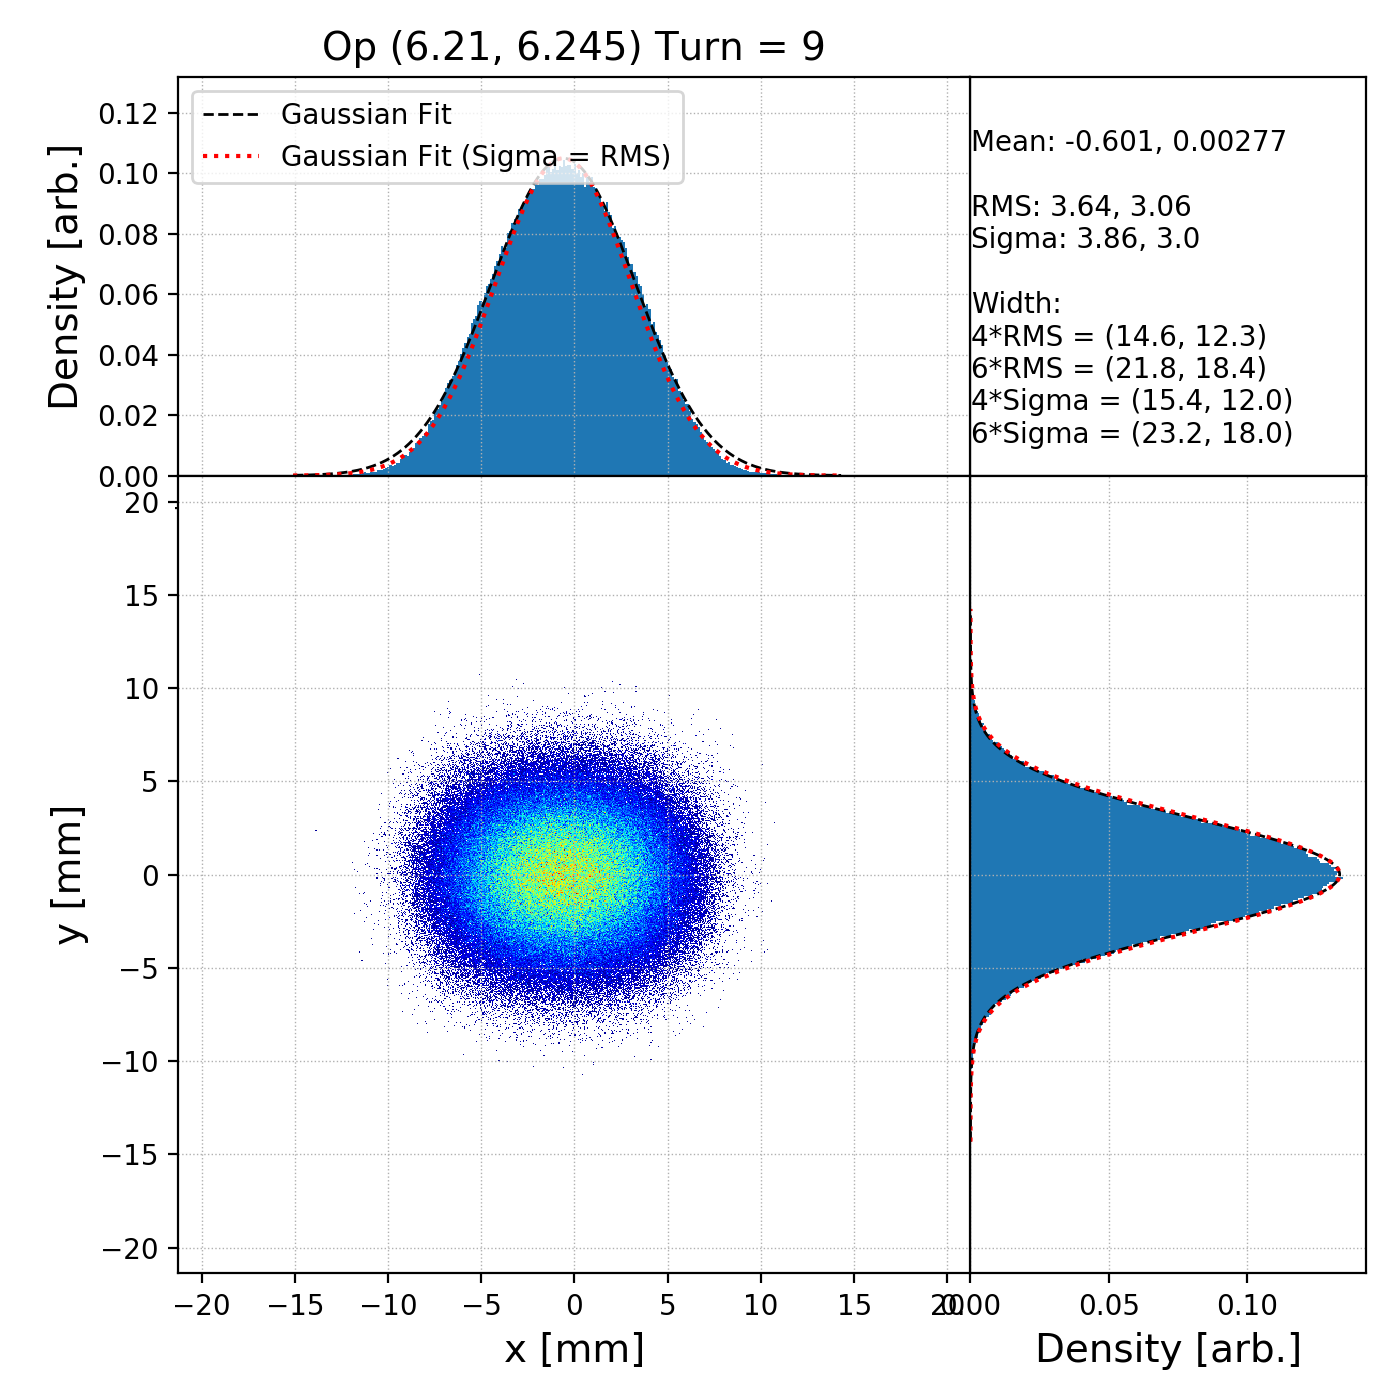 Op (6.21, 6.245) Turn = 9
Gaussian Fit
Gaussian Fit (Sigma = RMS)
Density [arb.]
0.12
0.10
0.08
0.06
0.04
0.02
0.00
Mean: -0.601, 0.00277
RMS: 3.64, 3.06
Sigma: 3.86, 3.0
Width:
4*RMS = (14.6, 12.3)
6*RMS = (21.8, 18.4)
4*Sigma = (15.4, 12.0)
6*Sigma = (23.2, 18.0)
y [mm]
20
15
10
5
0
−5
−10
−15
−20
−20 −15 −10 −5 0 5 10 15 20
x [mm]
0.00 0.05 0.10
Density [arb.]